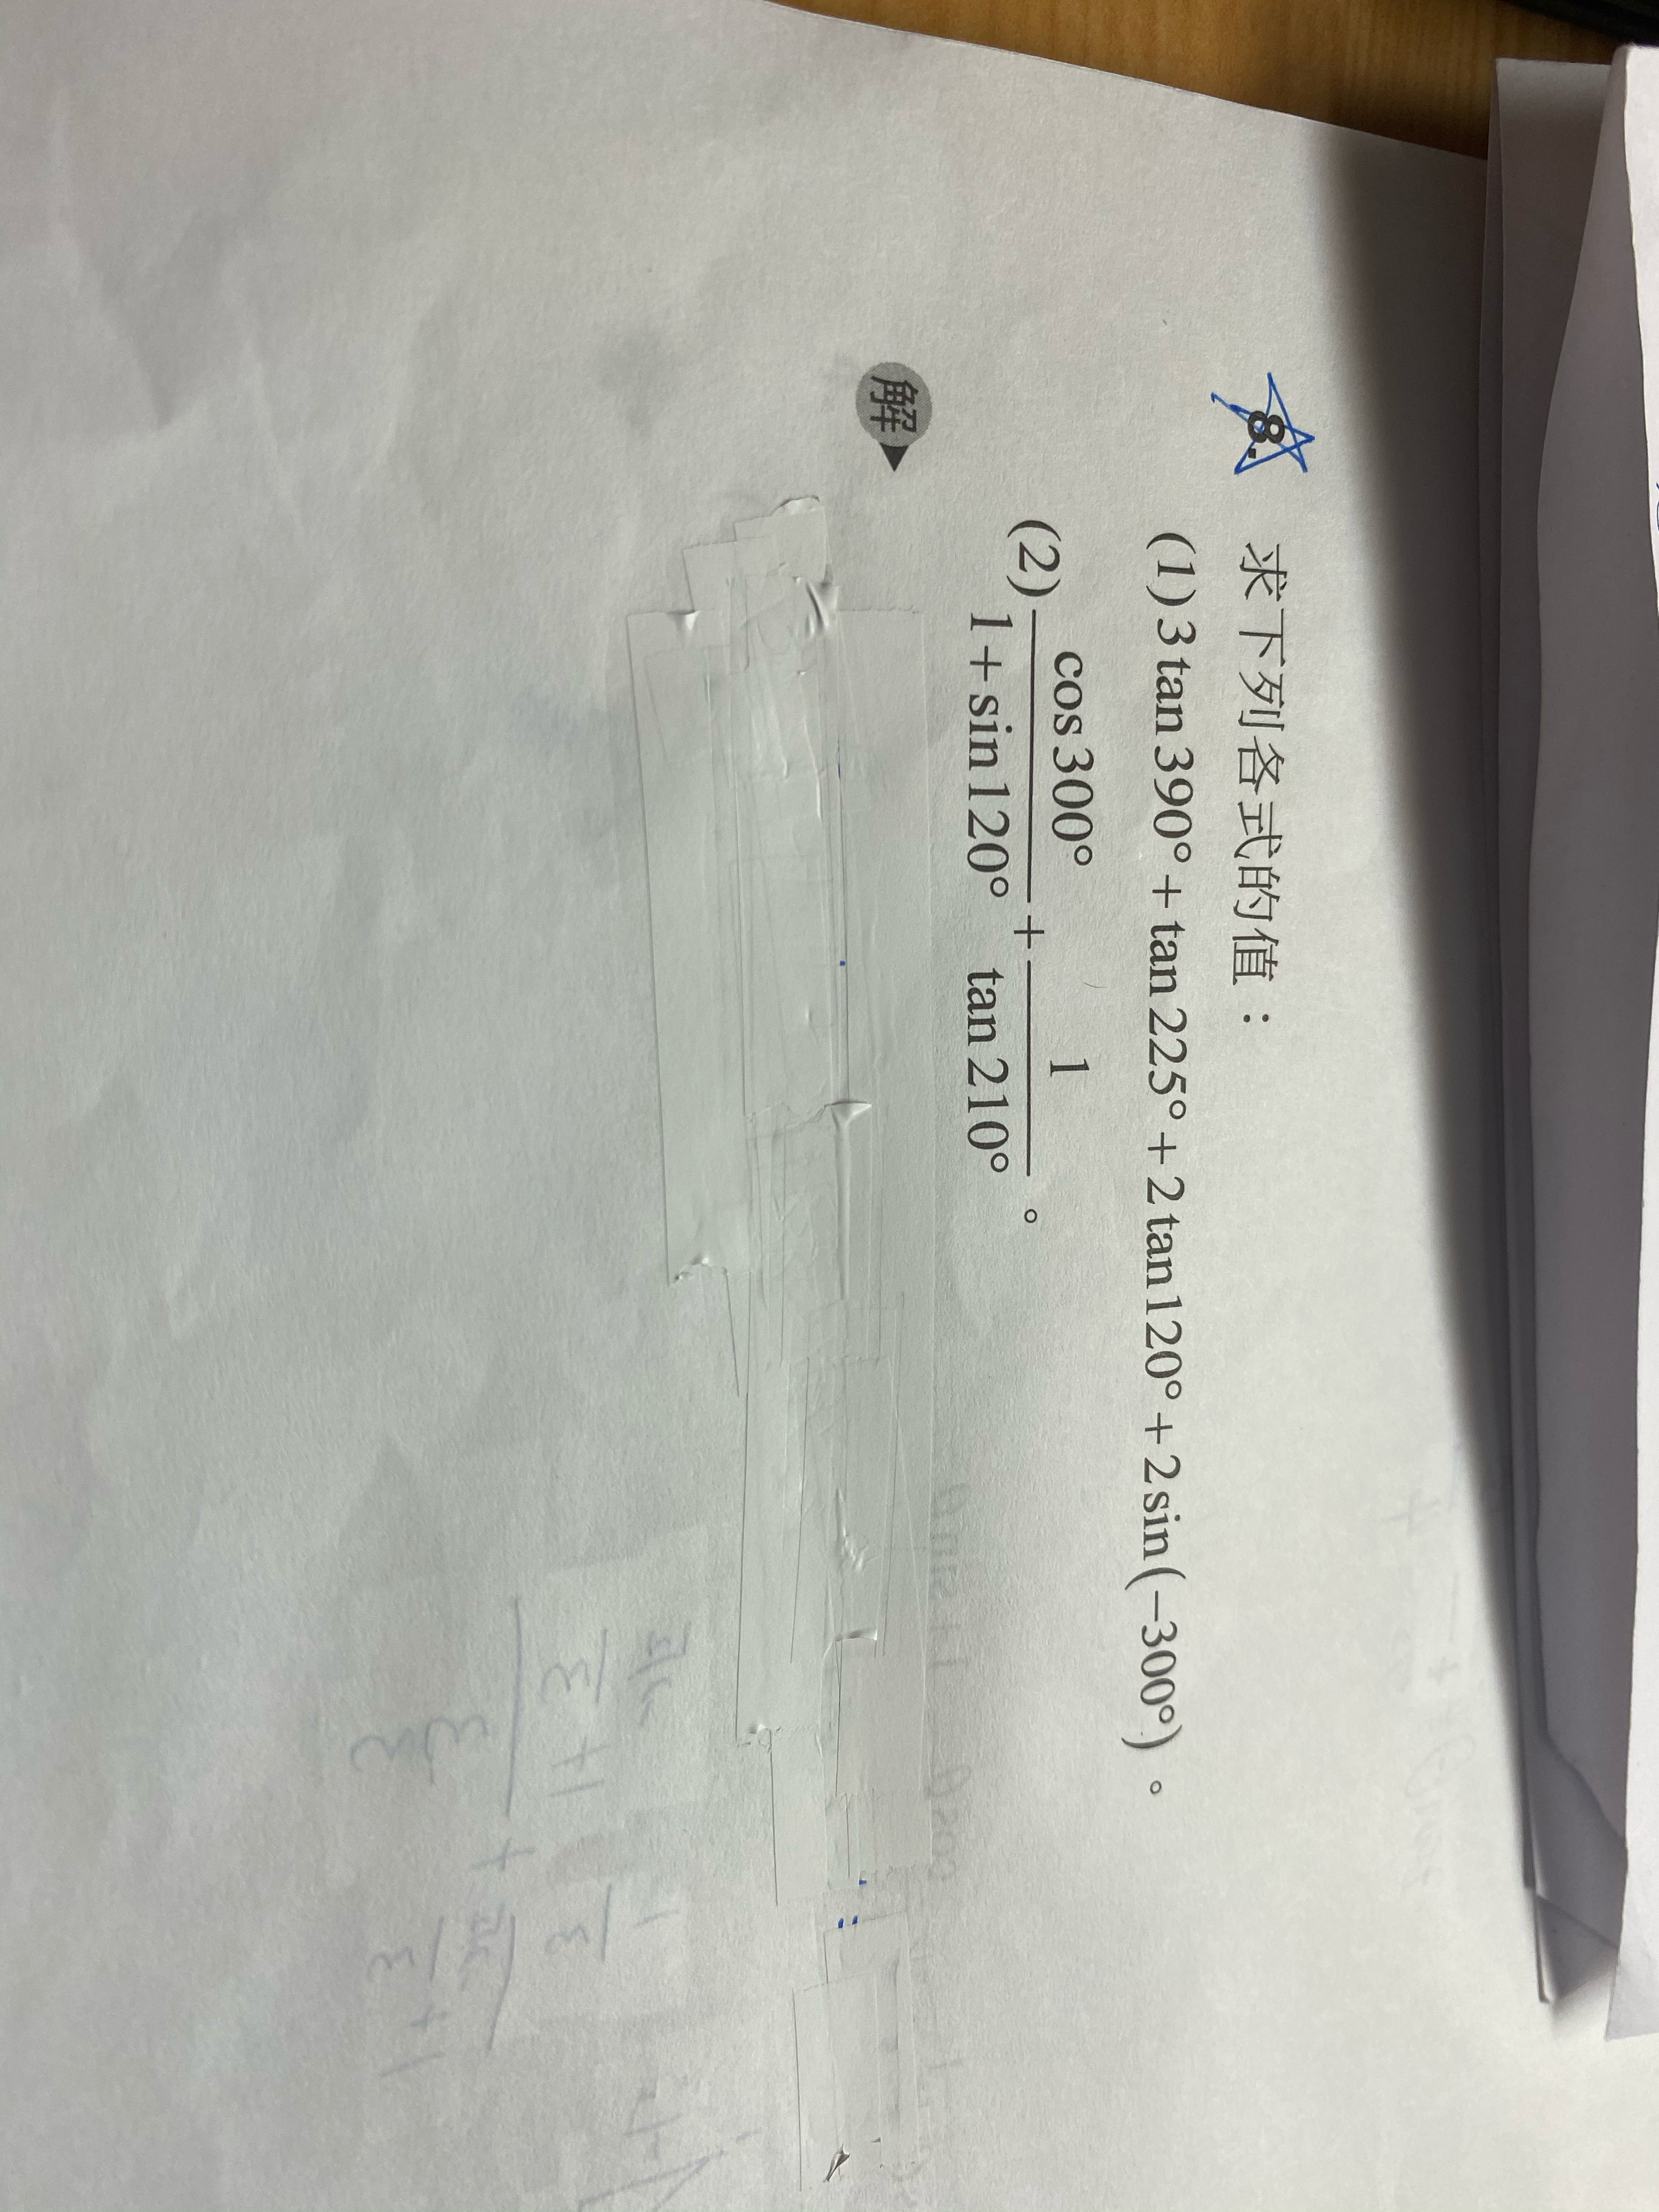 8. 求下列各式的值：
(1) 3 tan 390° + tan 225° + 2 tan 120° + 2 sin(−300°)。
(2) cos 300° / (1 + sin 120°) + 1 / tan 210°。
解